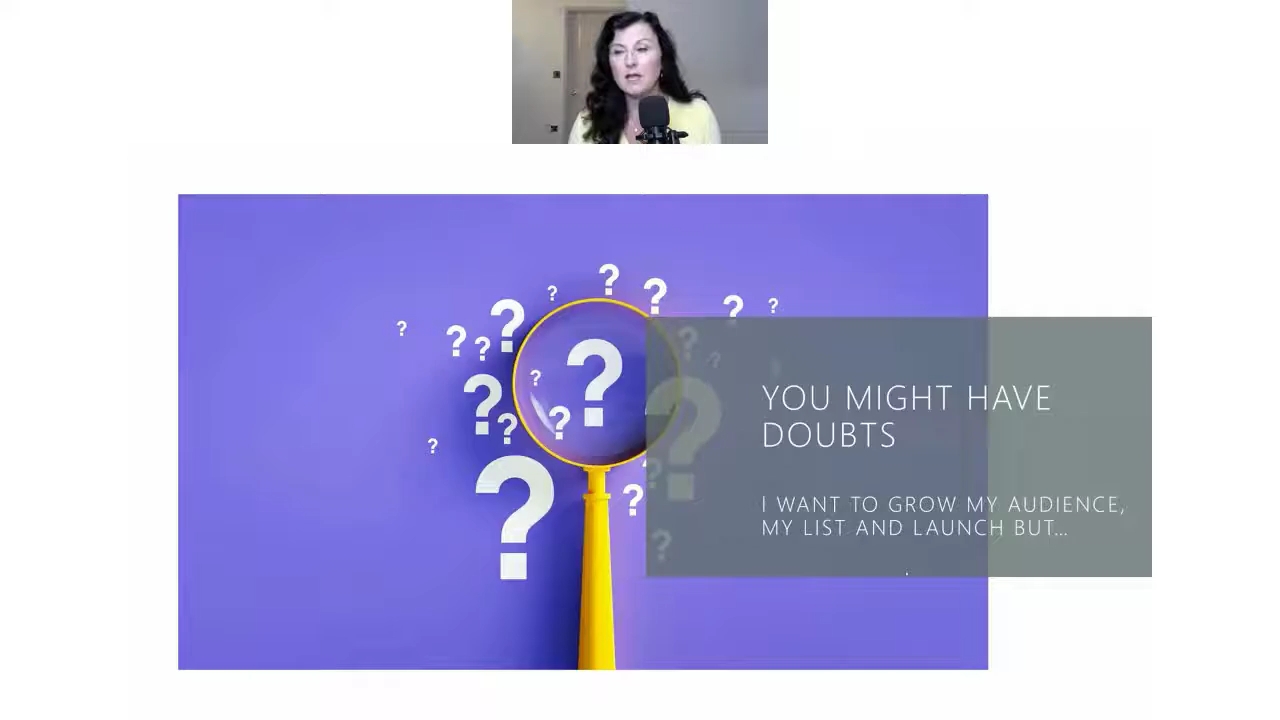 YOU MIGHT HAVE
DOUBTS
I WANT TO GROW MY AUDIENCE,
MY LIST AND LAUNCH BUT...